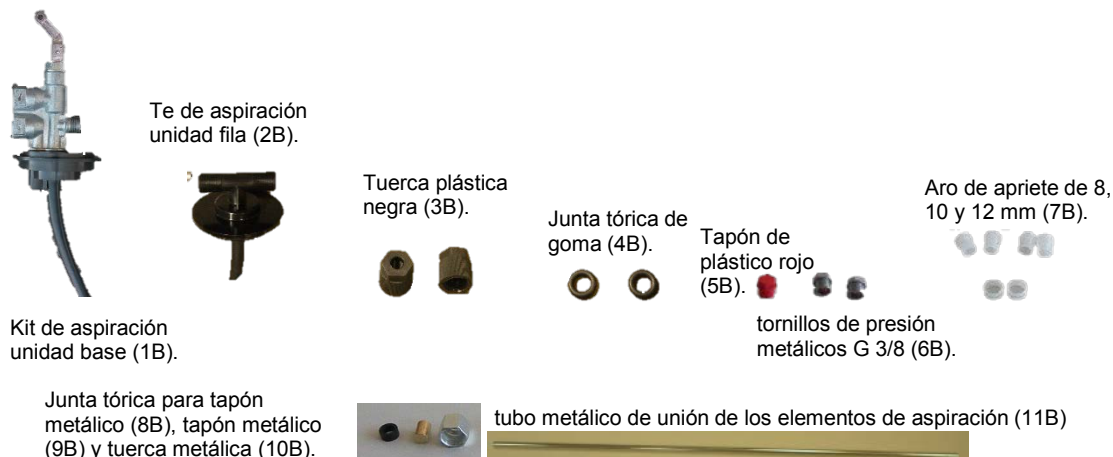 Te de aspiración
unidad fila (2B).
Tuerca plástica
negra (3B).
Junta tórica de
goma (4B).
Tapón de
plástico rojo
(5B).
Aro de apriete de 8,
10 y 12 mm (7B).
Kit de aspiración
unidad base (1B).
tornillos de presión
metálicos G 3/8 (6B).
Junta tórica para tapón
metálico (8B), tapón metálico
(9B) y tuerca metálica (10B).
tubo metálico de unión de los elementos de aspiración (11B)